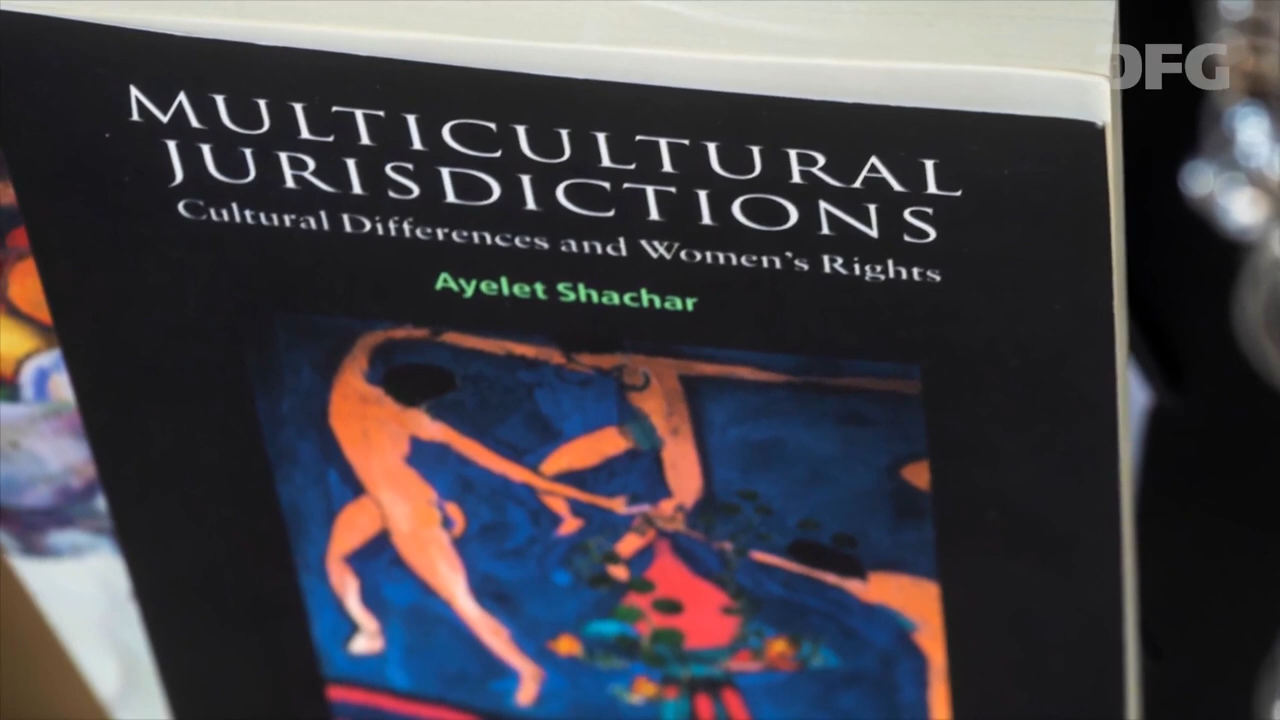 DFG
MULTICULTURAL
JURISDICTIONS
Cultural Differences and Women's Rights
Ayelet Shachar